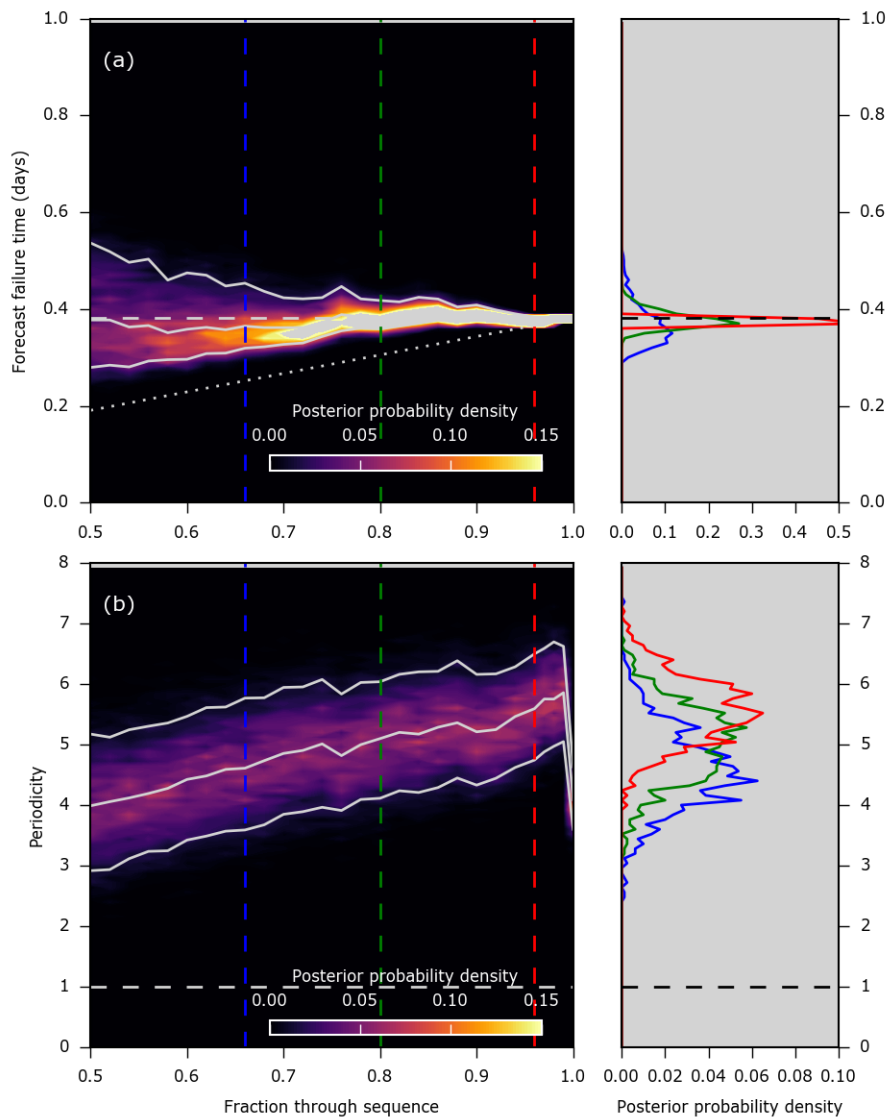 (a)
Forecast failure time (days)
1.0
0.8
0.6
0.4
0.2
0.0
Posterior probability density
0.00 0.05 0.10 0.15
0.5 0.6 0.7 0.8 0.9 1.0
1.0
0.8
0.6
0.4
0.2
0.0
0.0 0.1 0.2 0.3 0.4 0.5
(b)
Periodicity
8
7
6
5
4
3
2
1
0
Posterior probability density
0.00 0.05 0.10 0.15
0.5 0.6 0.7 0.8 0.9 1.0
Fraction through sequence
8
7
6
5
4
3
2
1
0
0.00 0.02 0.04 0.06 0.08 0.10
Posterior probability density